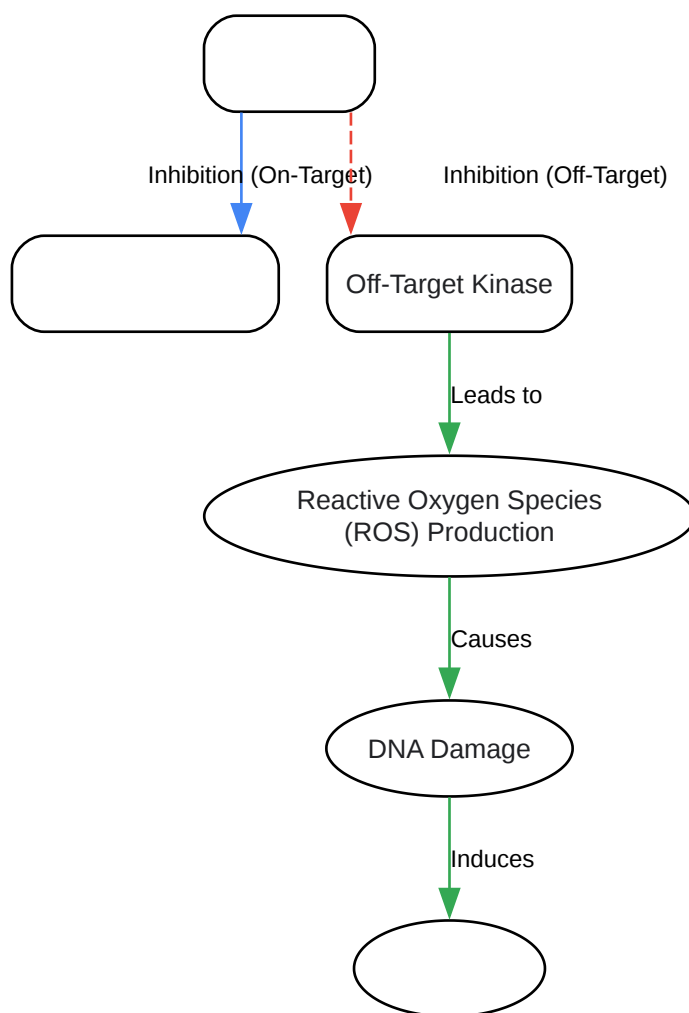 Inhibition (On-Target)
Inhibition (Off-Target)
Off-Target Kinase
Leads to
Reactive Oxygen Species
(ROS) Production
Causes
DNA Damage
Induces